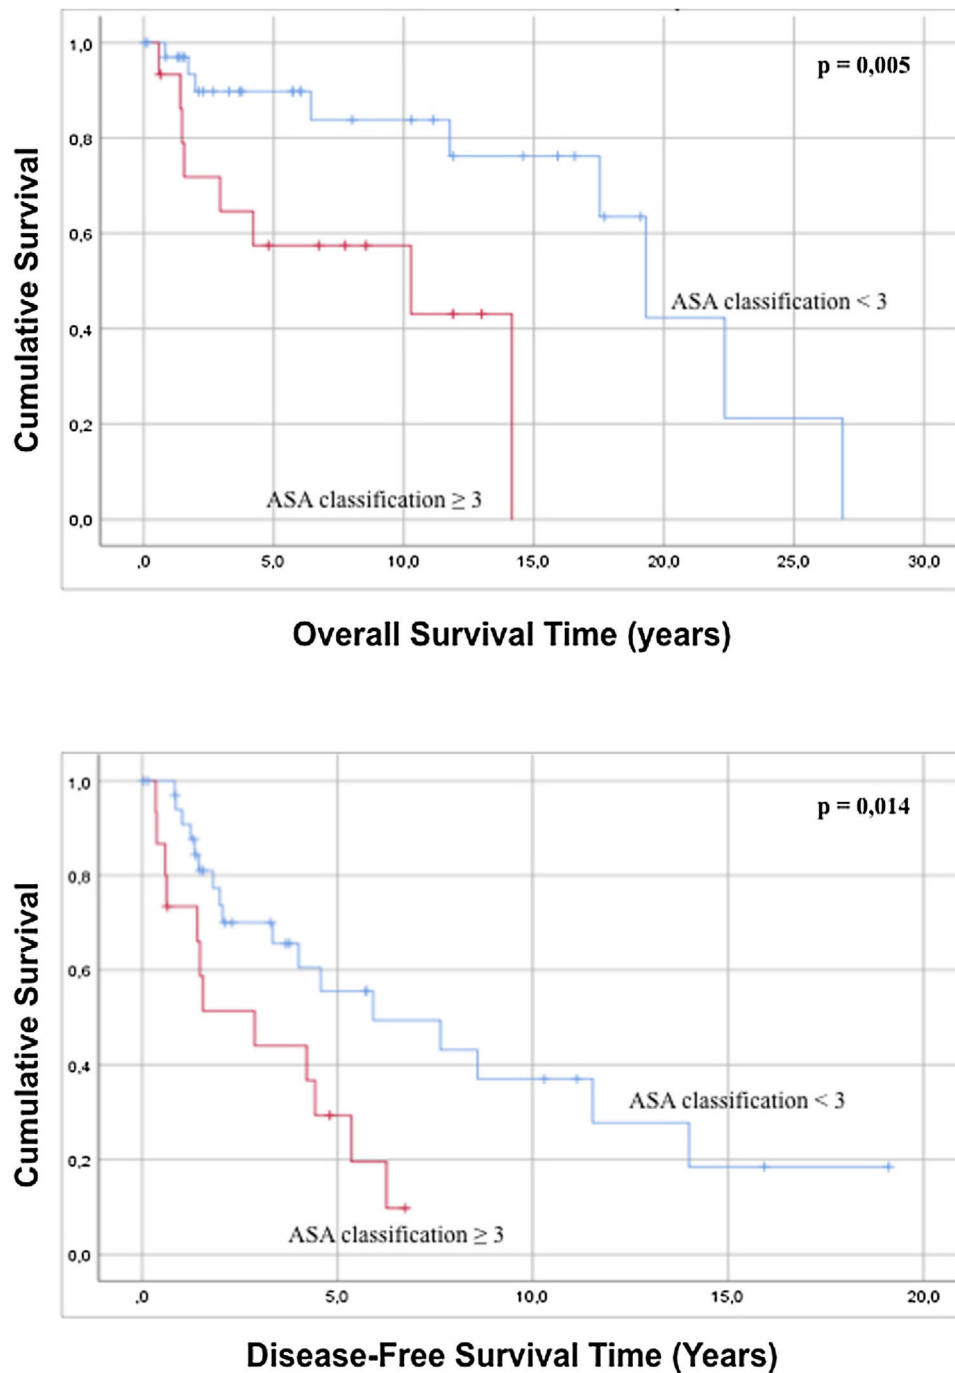 1,0
0,8
0,6
0,4
0,2
0,0
Cumulative Survival
p = 0,005
ASA classification < 3
ASA classification ≥ 3
,0 5,0 10,0 15,0 20,0 25,0 30,0
Overall Survival Time (years)
1,0
0,8
0,6
0,4
0,2
0,0
Cumulative Survival
p = 0,014
ASA classification < 3
ASA classification ≥ 3
,0 5,0 10,0 15,0 20,0
Disease-Free Survival Time (Years)